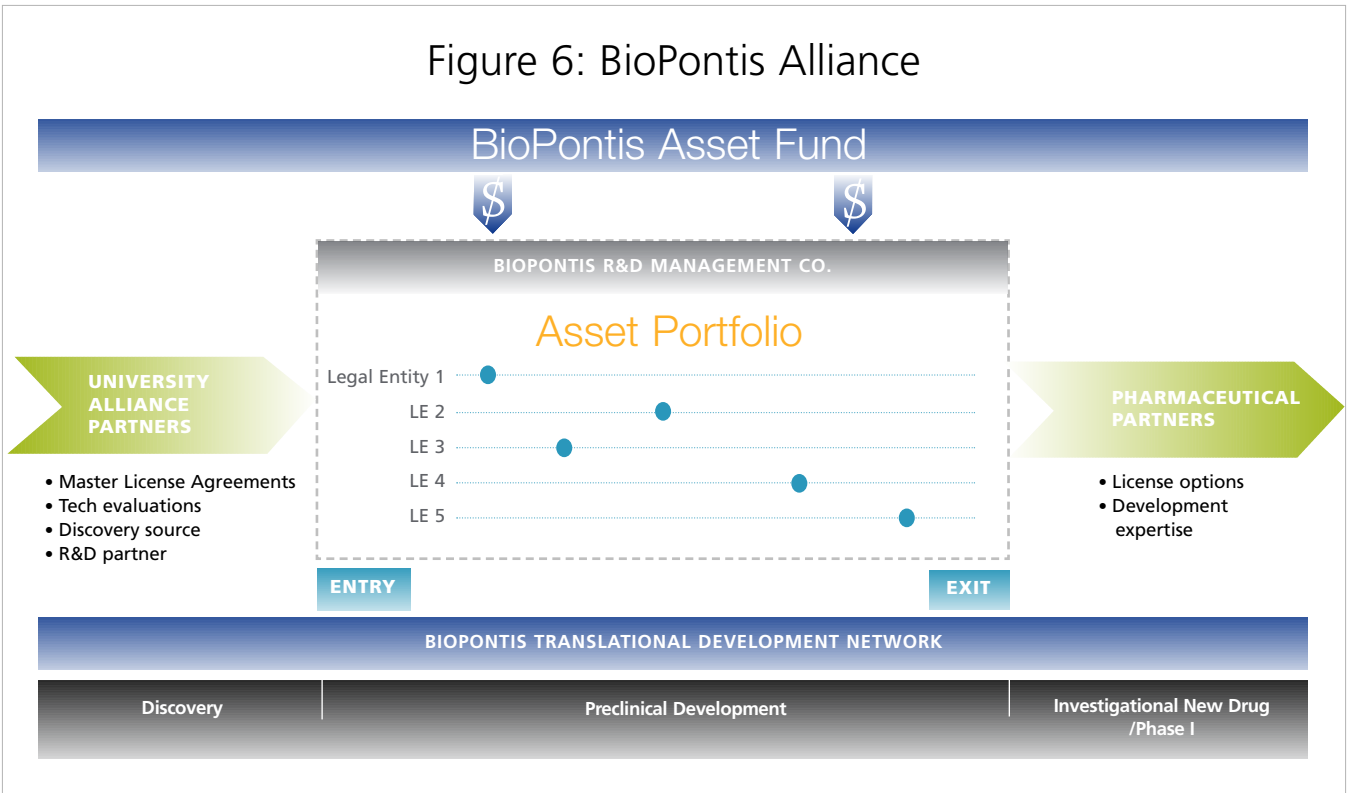 Figure 6: BioPontis Alliance
BioPontis Asset Fund
$ $
BIOPONTIS R&D MANAGEMENT CO.
Asset Portfolio
Legal Entity 1
LE 2
LE 3
LE 4
LE 5
UNIVERSITY
ALLIANCE
PARTNERS
• Master License Agreements
• Tech evaluations
• Discovery source
• R&D partner
PHARMACEUTICAL
PARTNERS
• License options
• Development
expertise
ENTRY
EXIT
BIOPONTIS TRANSLATIONAL DEVELOPMENT NETWORK
Discovery
Preclinical Development
Investigational New Drug
/Phase I